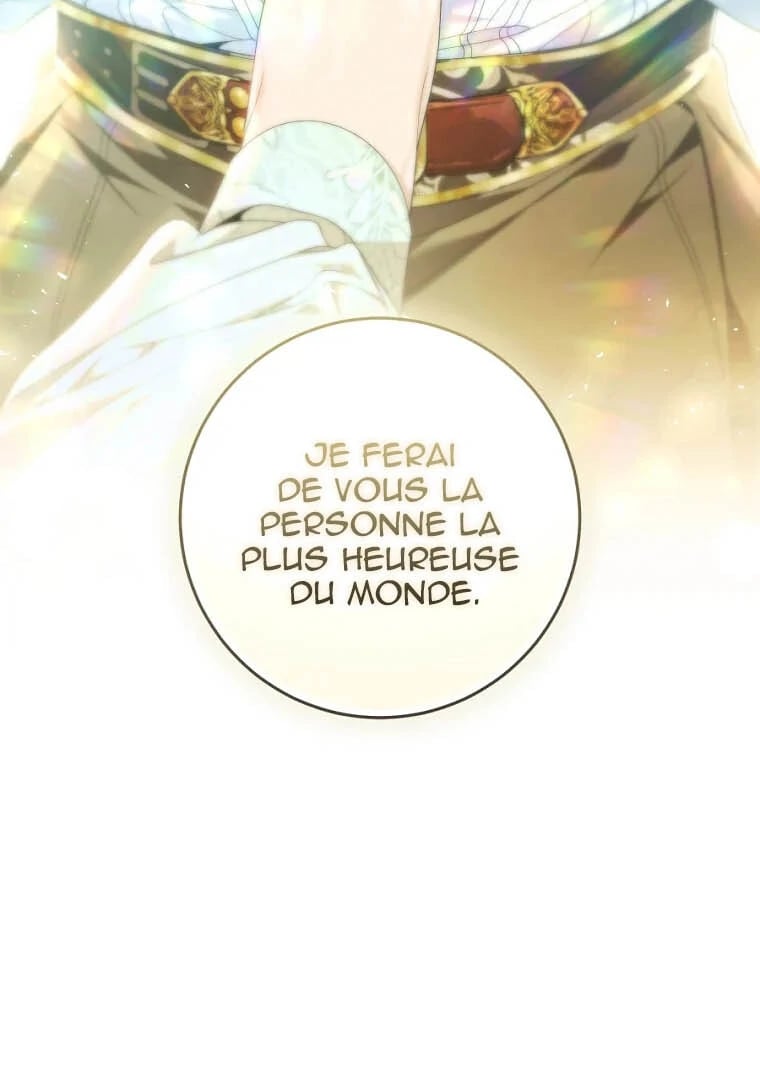 JE FERAI
DE VOUS LA
PERSONNE LA
PLUS HEUREUSE
DU MONDE.